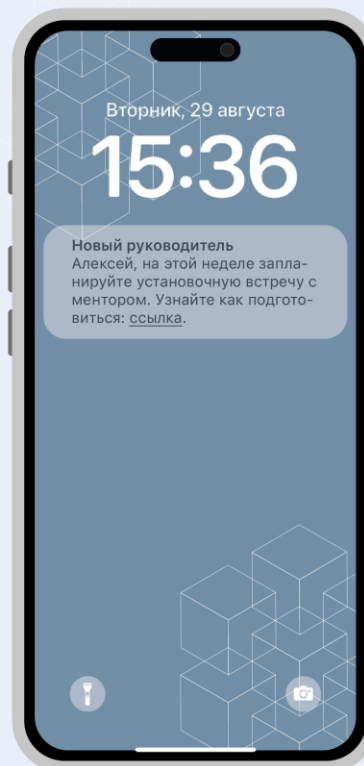 Вторник, 29 августа
15:36
Новый руководитель
Алексей, на этой неделе запла-
нируйте установочную встречу с
ментором. Узнайте как подгото-
виться: ссылка.